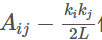 A_{ij} − \frac{k_i k_j}{2L}